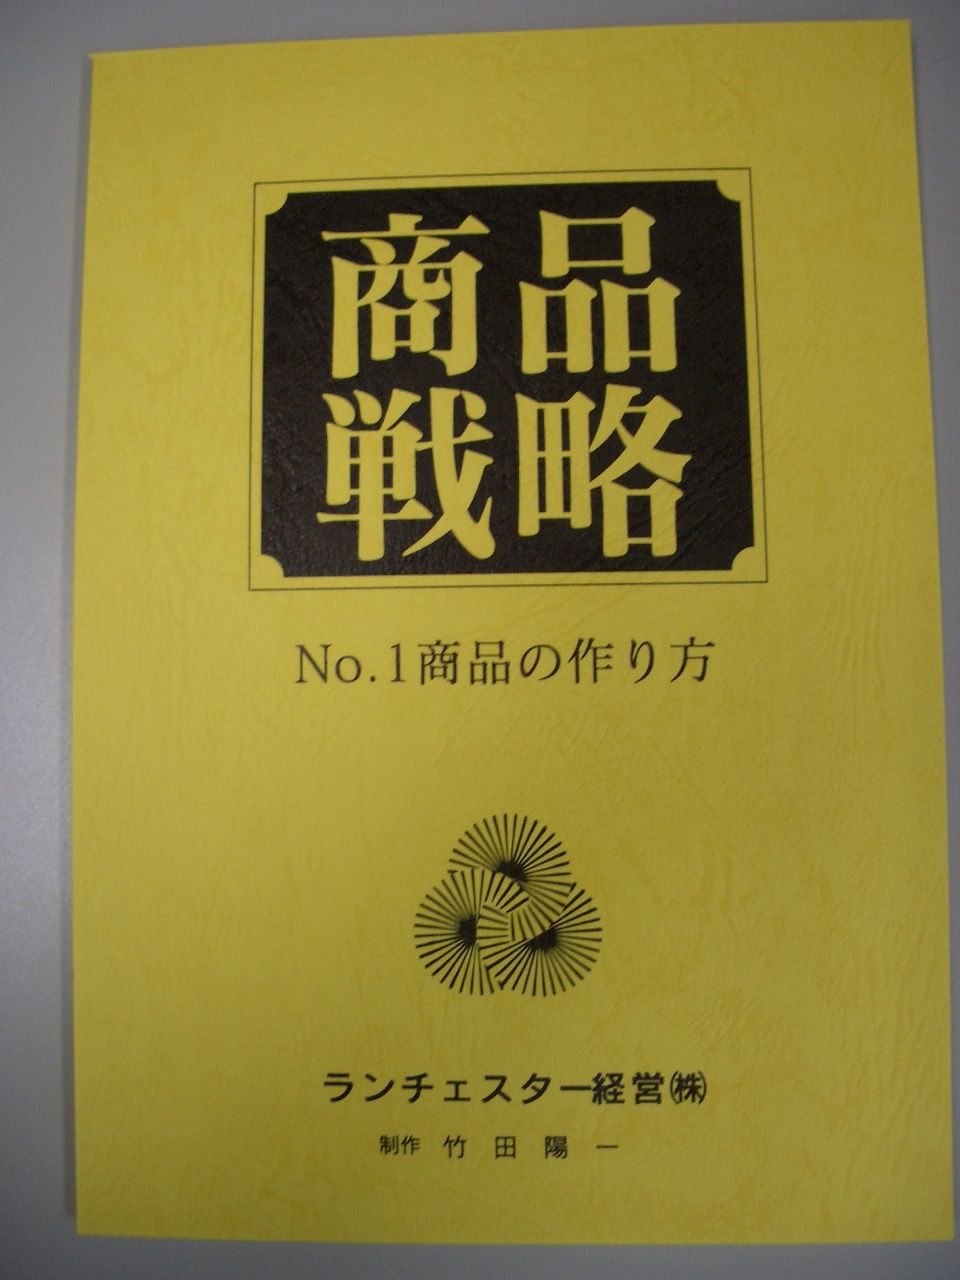 商品
戦略
No.1商品の作り方
ランチェスター経営㈱
制作 竹田陽一